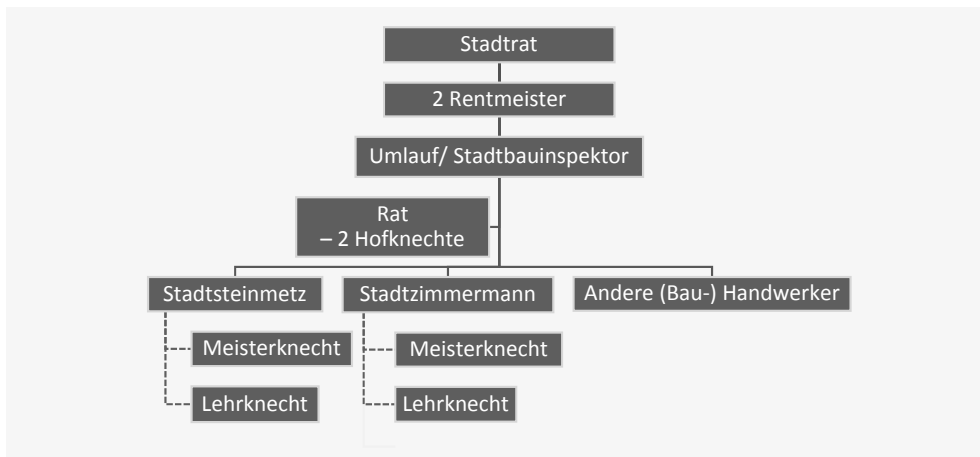 Stadtrat
2 Rentmeister
Umlauf/ Stadtbauinspektor
Rat
– 2 Hofknechte
Stadtsteinmetz
Stadtzimmermann
Andere (Bau-) Handwerker
Meisterknecht
Meisterknecht
Lehrknecht
Lehrknecht